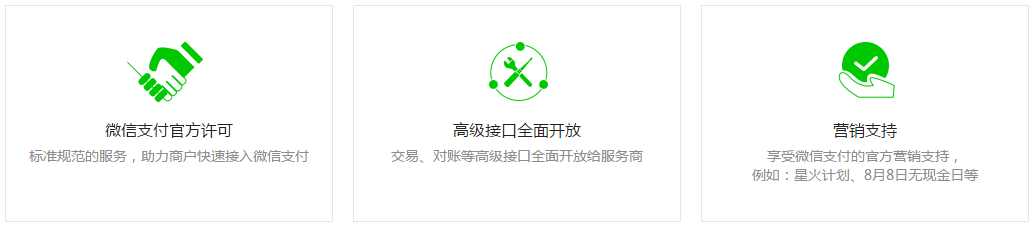 微信支付官方许可
标准规范的服务，助力商户快速接入微信支付
高级接口全面开放
交易、对账等高级接口全面开放给服务商
营销支持
享受微信支付的官方营销支持，
例如：星火计划、8月8日无现金日等